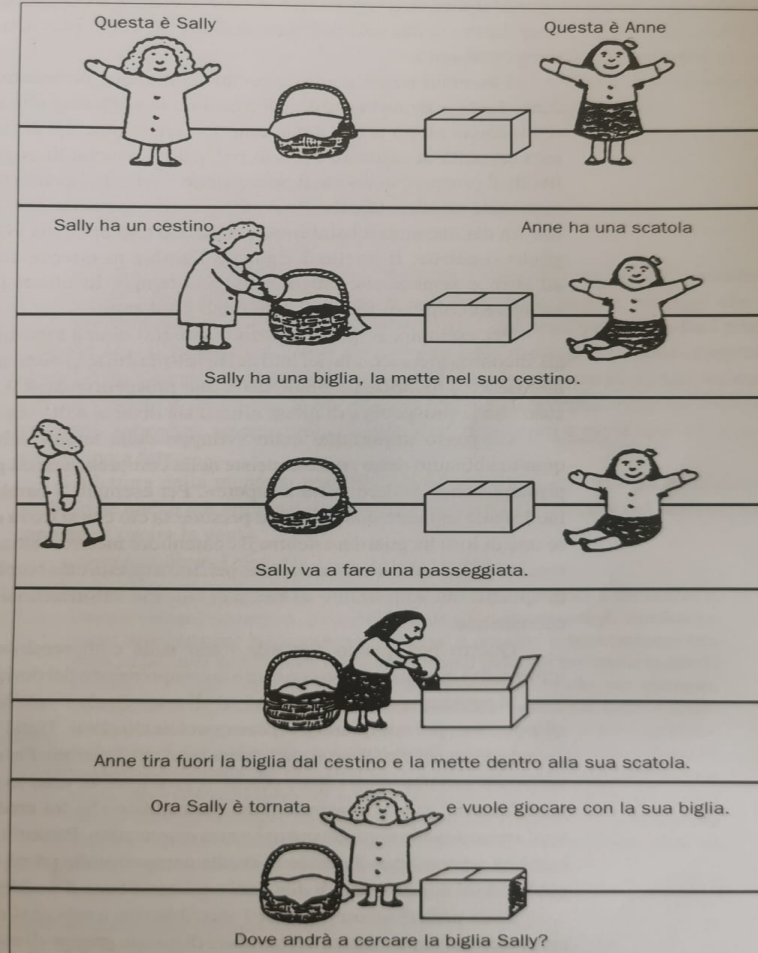 Questa è Sally
Questa è Anne
Sally ha un cestino
Anne ha una scatola
Sally ha una biglia, la mette nel suo cestino.
Sally va a fare una passeggiata.
Anne tira fuori la biglia dal cestino e la mette dentro alla sua scatola.
Ora Sally è tornata e vuole giocare con la sua biglia.
Dove andrà a cercare la biglia Sally?